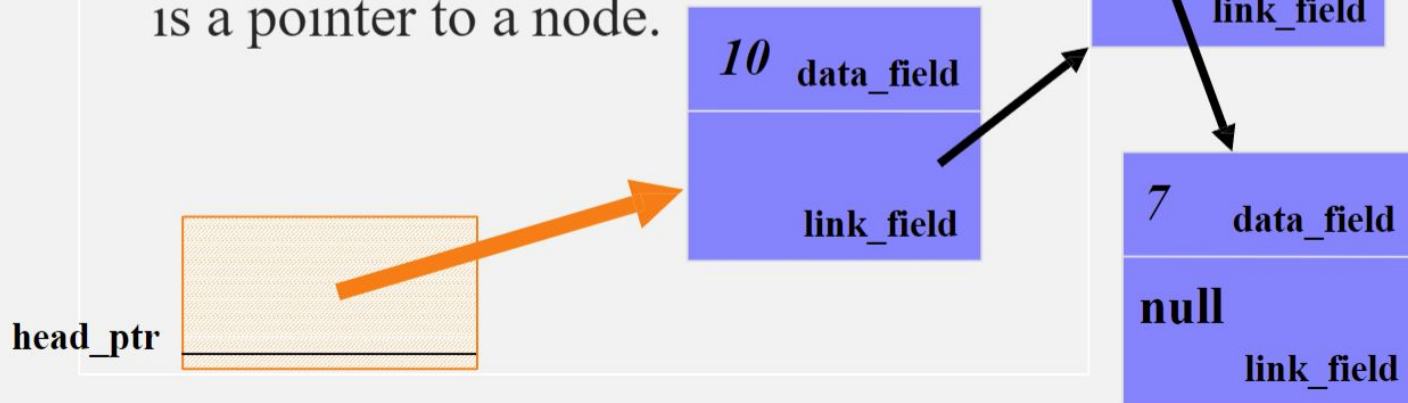 is a pointer to a node.
link_field
10 data_field
link_field
7 data_field
null
link_field
head_ptr